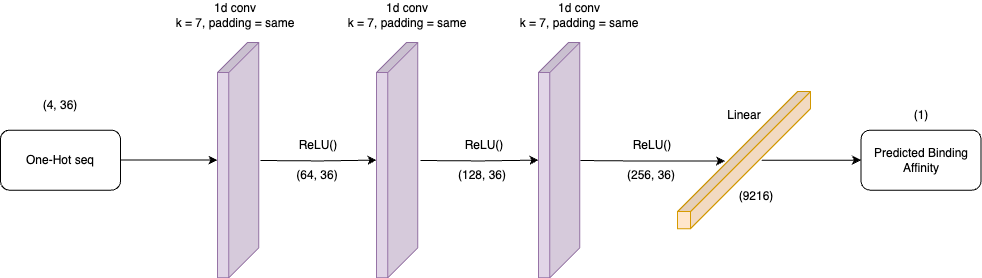 1d conv
k = 7, padding = same
1d conv
k = 7, padding = same
1d conv
k = 7, padding = same
(4, 36)
One-Hot seq
ReLU()
(64, 36)
ReLU()
(128, 36)
ReLU()
(256, 36)
Linear
(9216)
(1)
Predicted Binding
Affinity